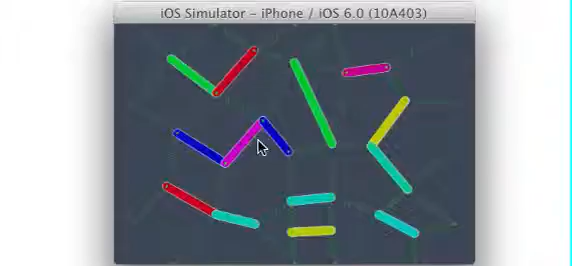 iOS Simulator – iPhone / iOS 6.0 (10A403)